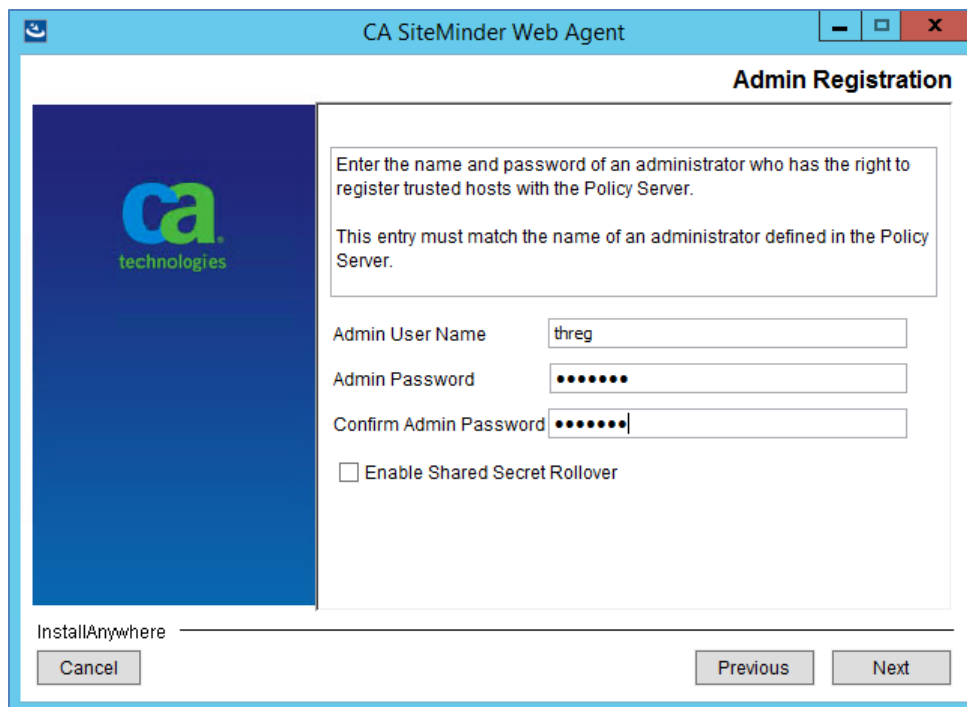 CA SiteMinder Web Agent
Admin Registration
ca
technologies
Enter the name and password of an administrator who has the right to
register trusted hosts with the Policy Server.
This entry must match the name of an administrator defined in the Policy
Server.
Admin User Name threg
Admin Password •••••••
Confirm Admin Password •••••••
Enable Shared Secret Rollover
InstallAnywhere
Cancel Previous Next